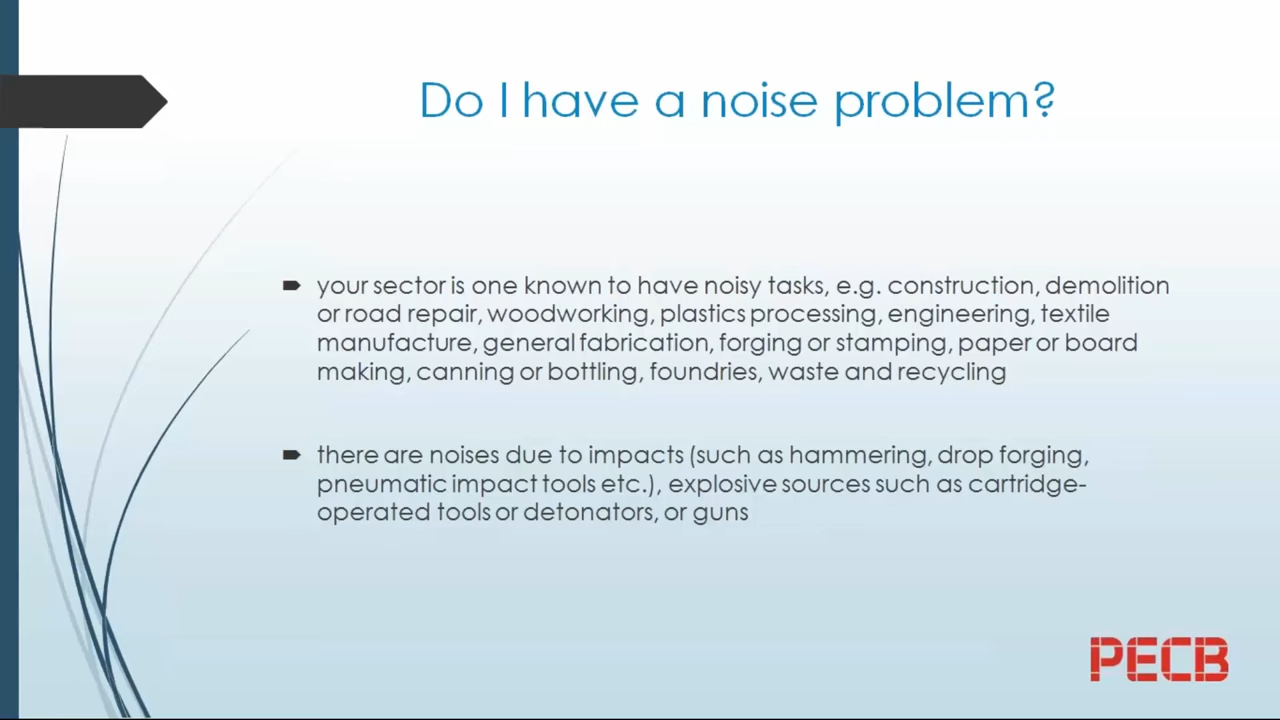 Do I have a noise problem?
your sector is one known to have noisy tasks, e.g. construction, demolition
or road repair, woodworking, plastics processing, engineering, textile
manufacture, general fabrication, forging or stamping, paper or board
making, canning or bottling, foundries, waste and recycling
there are noises due to impacts (such as hammering, drop forging,
pneumatic impact tools etc.), explosive sources such as cartridge-
operated tools or detonators, or guns
PECB